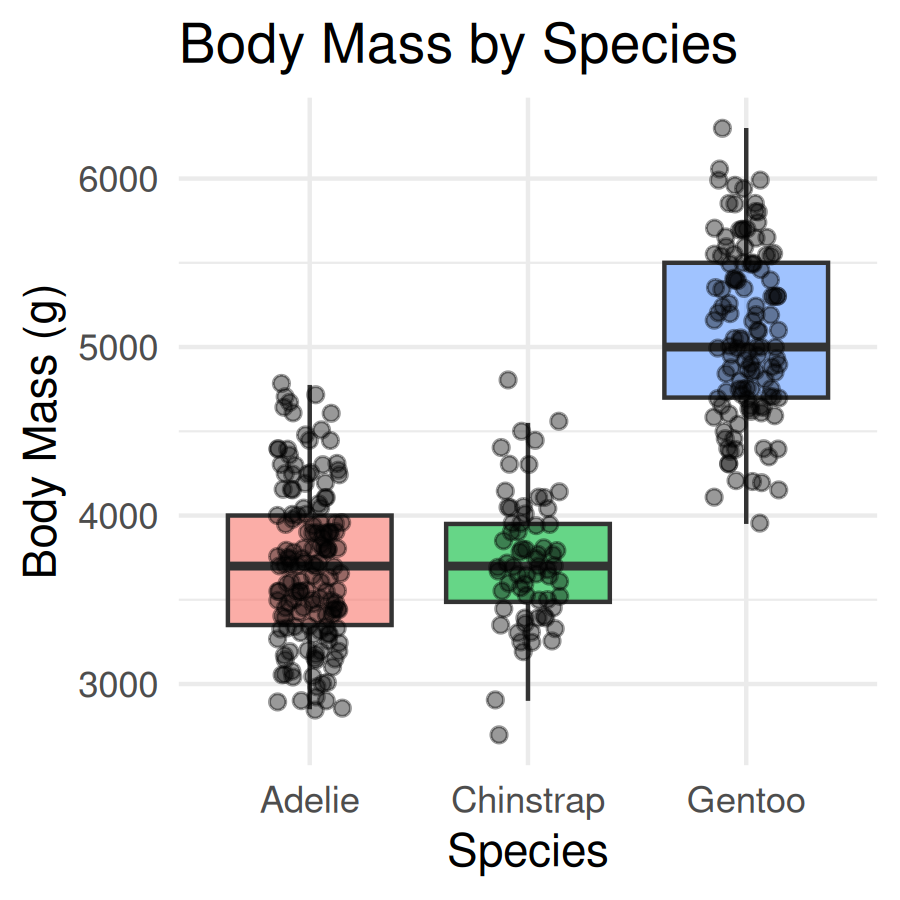 Body Mass by Species
Body Mass (g)
6000
5000
4000
3000
Adelie Chinstrap Gentoo
Species